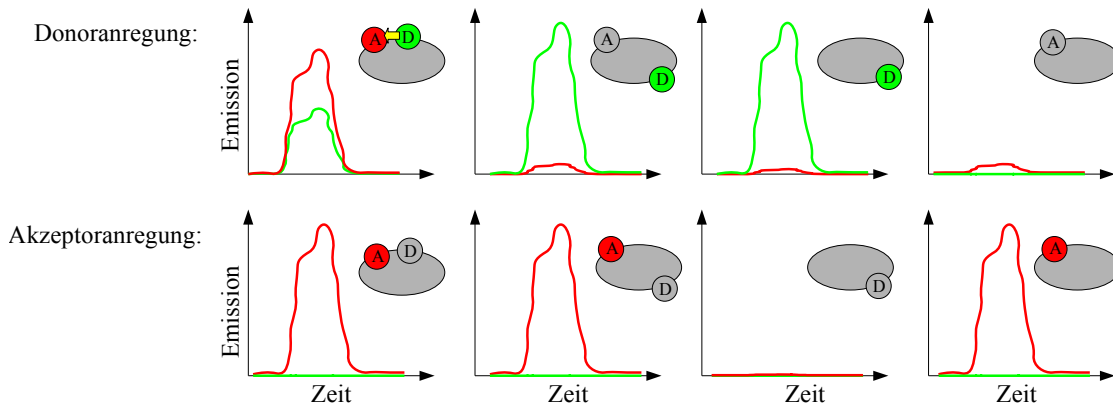 Donoranregung:
Emission
A D
A
D
D
A
Akzeptoranregung:
Emission
A D
A
D
D
A
Zeit Zeit Zeit Zeit